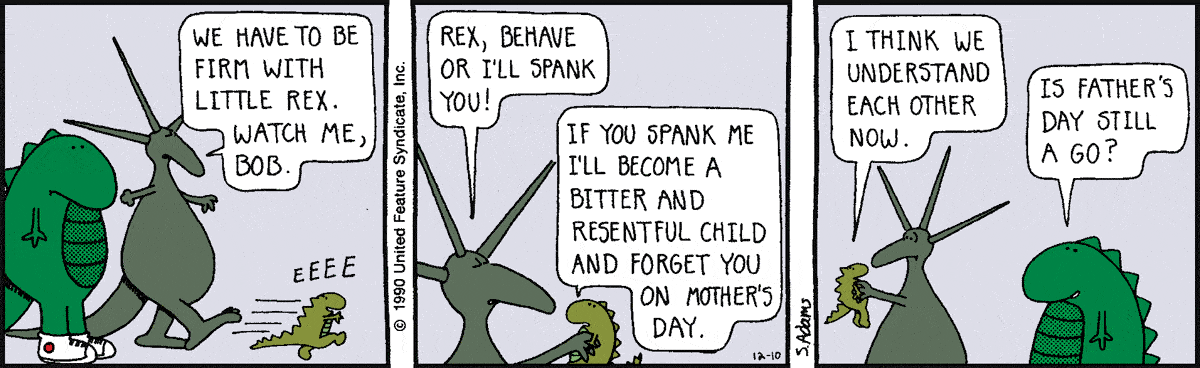 WE HAVE TO BE
FIRM WITH
LITTLE REX.
WATCH ME,
BOB.
EEEE
© 1990 United Feature Syndicate, Inc.
REX, BEHAVE
OR I'LL SPANK
YOU!
IF YOU SPANK ME
I'LL BECOME A
BITTER AND
RESENTFUL CHILD
AND FORGET YOU
ON MOTHER'S
DAY.
12-10
S. Adams
I THINK WE
UNDERSTAND
EACH OTHER
NOW.
IS FATHER'S
DAY STILL
A GO?